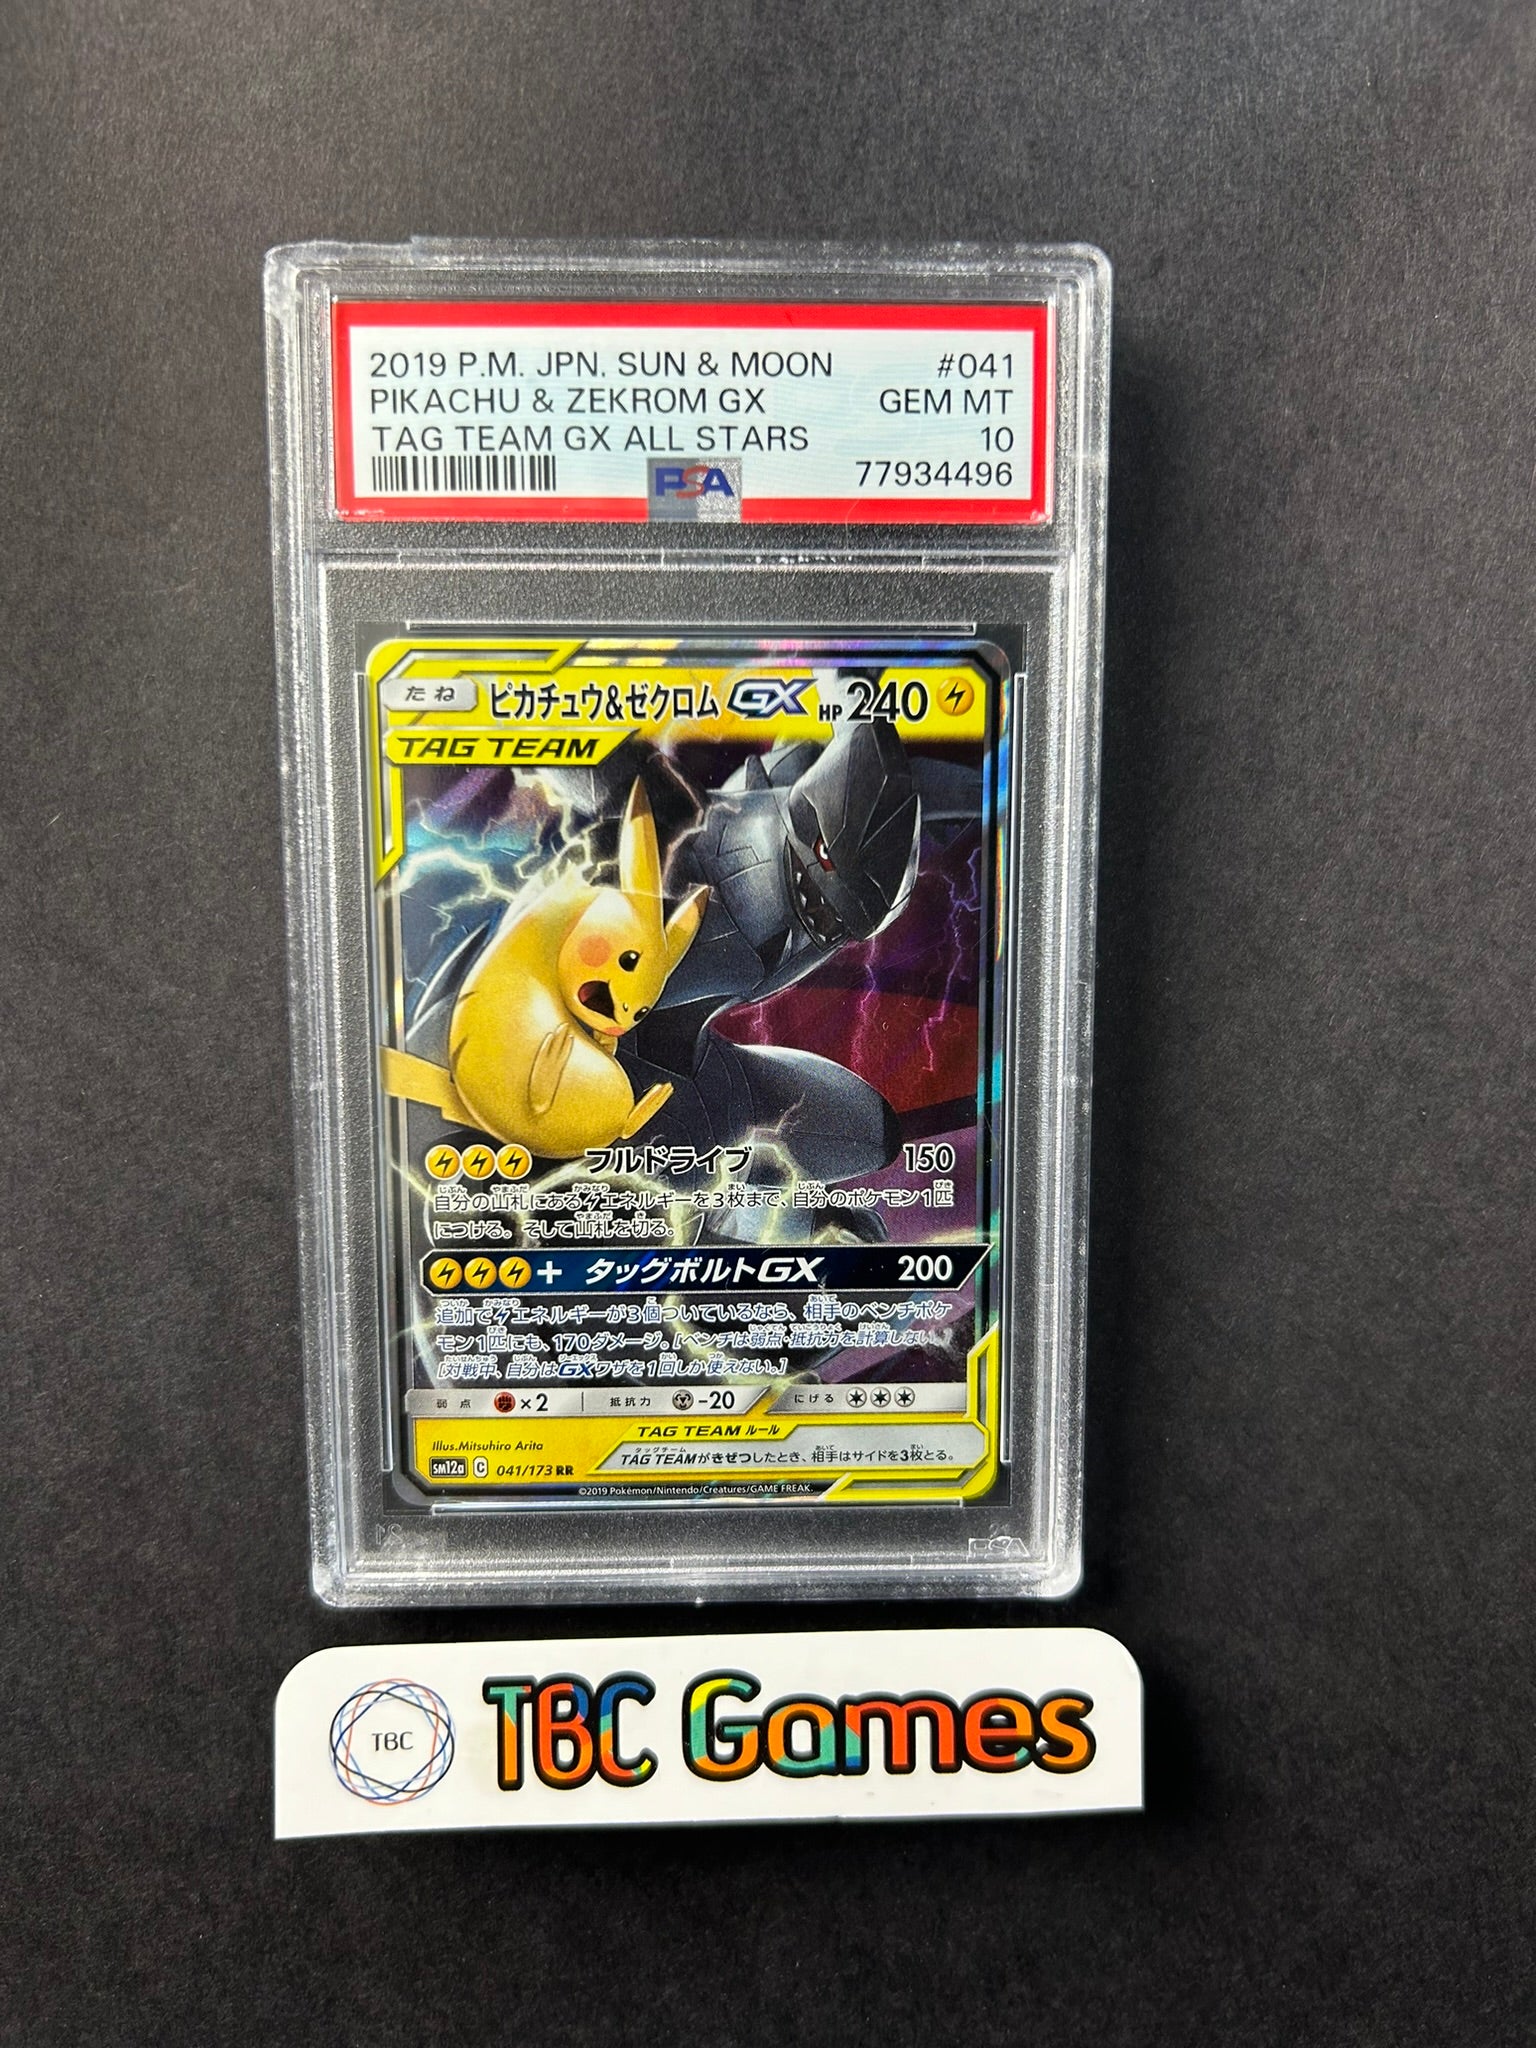 2019 P.M. JPN. SUN & MOON #041
PIKACHU & ZEKROM GX GEM MT
TAG TEAM GX ALL STARS 10
PSA 77934496
たね ピカチュウ&ゼクロムGX HP240
TAG TEAM
フルドライブ 150
自分の山札にあるエネルギーを3枚まで、自分のポケモン1匹
につける。そして山札を切る。
+ タッグボルトGX 200
追加でエネルギーが3個ついているなら、相手のベンチポケ
モン1匹にも、170ダメージ。[ベンチは弱点・抵抗力を計算しない。]
[対戦中、自分はGXワザを1回しか使えない。]
弱点 ×2 抵抗力 -20 にげる
TAG TEAM ルール
Illus.Mitsuhiro Arita
TAG TEAMがきぜつしたとき、相手はサイドを3枚とる。
sm12a C 041/173 RR
©2019 Pokémon/Nintendo/Creatures/GAME FREAK.
PSA
TBC TBC Games